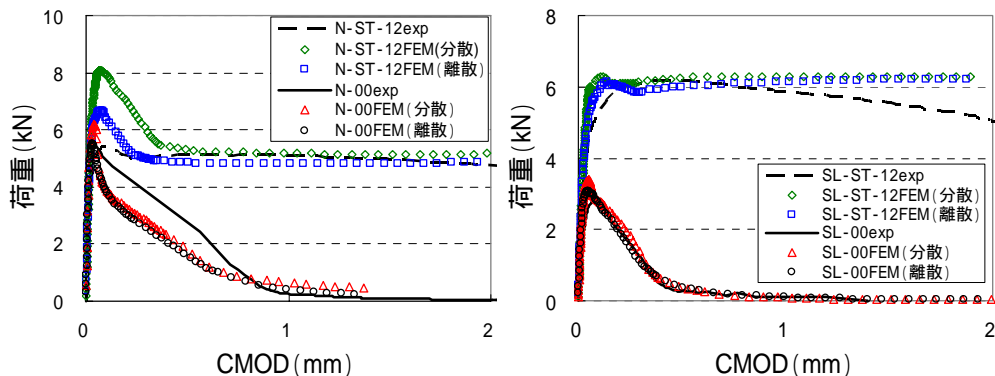 10
8
6
4
2
0
荷重(kN)
0
1
2
CMOD(mm)
N-ST-12exp
N-ST-12FEM(分散)
N-ST-12FEM(離散)
N-00exp
N-00FEM(分散)
N-00FEM(離散)
8
6
4
2
0
荷重(kN)
0
1
2
CMOD(mm)
SL-ST-12exp
SL-ST-12FEM(分散)
SL-ST-12FEM(離散)
SL-00exp
SL-00FEM(分散)
SL-00FEM(離散)